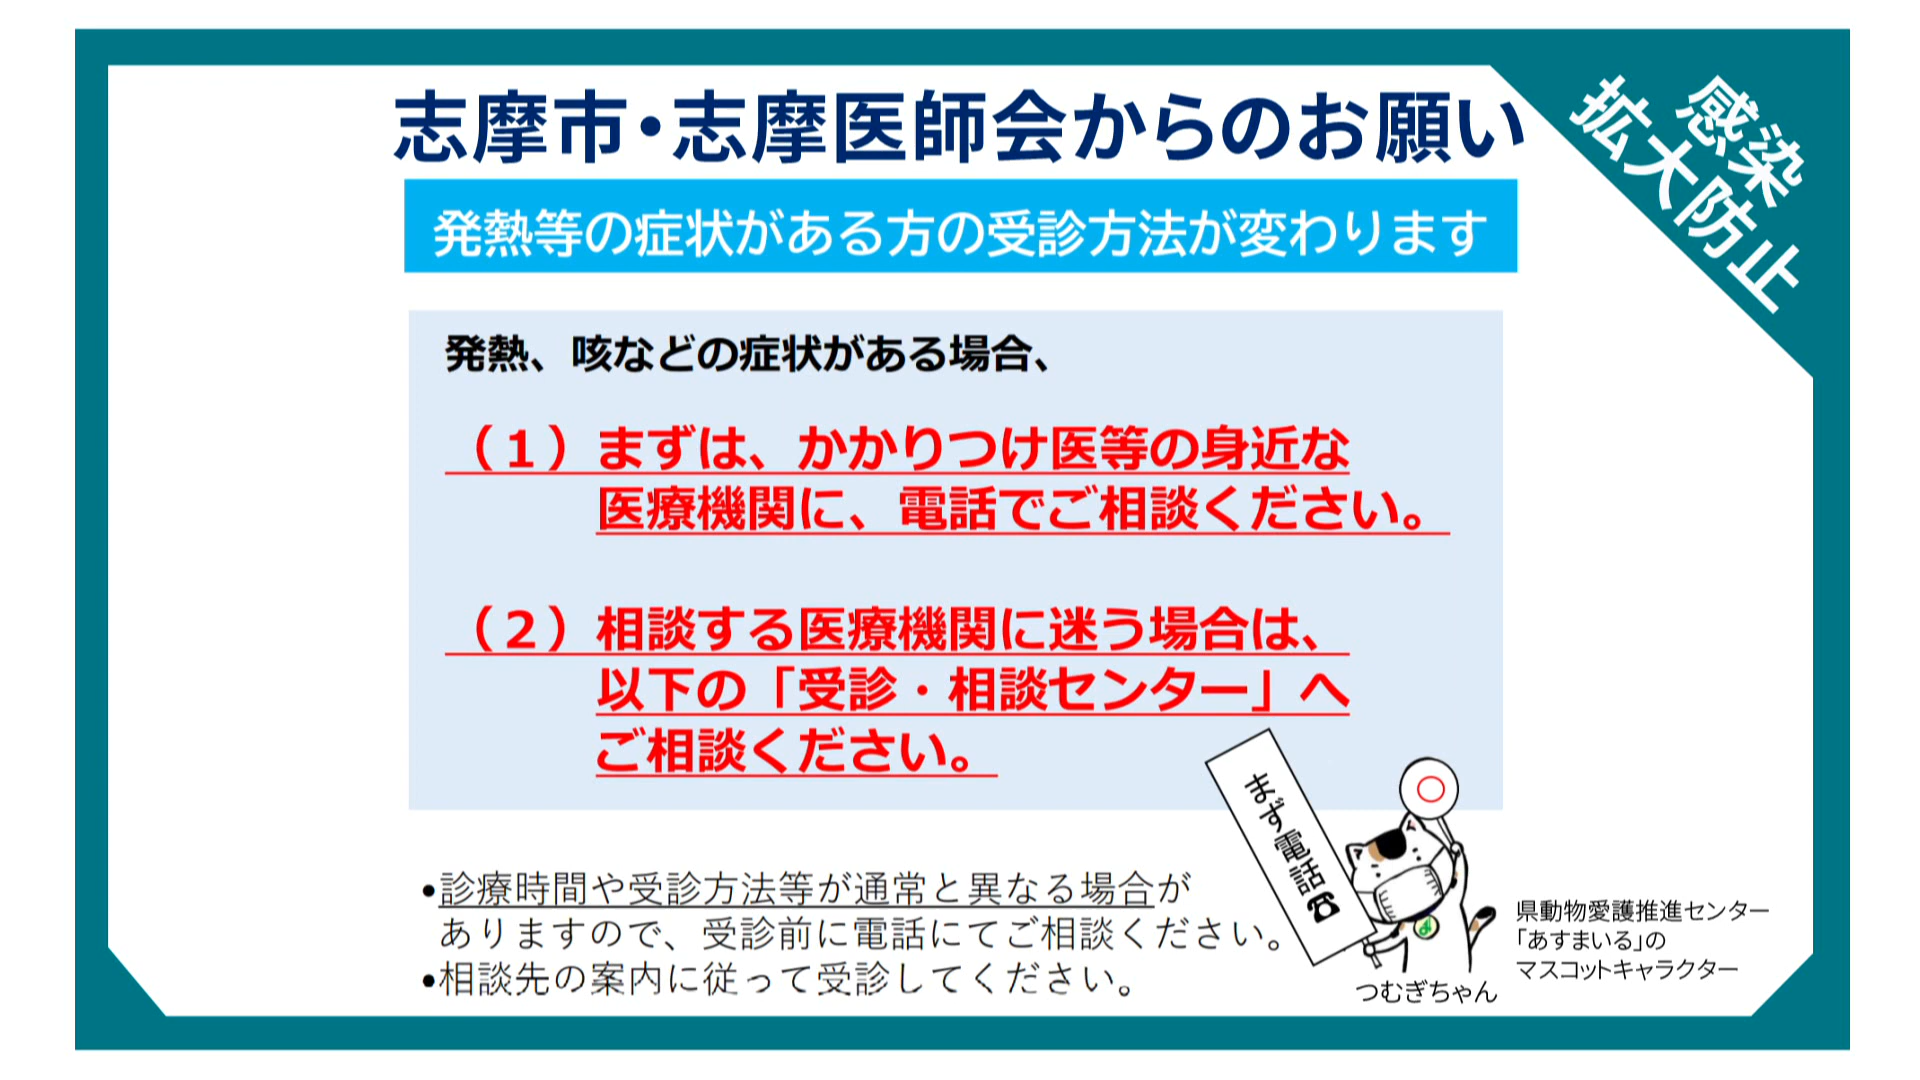 志摩市・志摩医師会からのお願い
感染
拡大防止
発熱等の症状がある方の受診方法が変わります
発熱、咳などの症状がある場合、
（１）まずは、かかりつけ医等の身近な
医療機関に、電話でご相談ください。
（２）相談する医療機関に迷う場合は、
以下の「受診・相談センター」へ
ご相談ください。
まず電話☎
•診療時間や受診方法等が通常と異なる場合が
ありますので、受診前に電話にてご相談ください。
•相談先の案内に従って受診してください。
つむぎちゃん
県動物愛護推進センター
「あすまいる」の
マスコットキャラクター